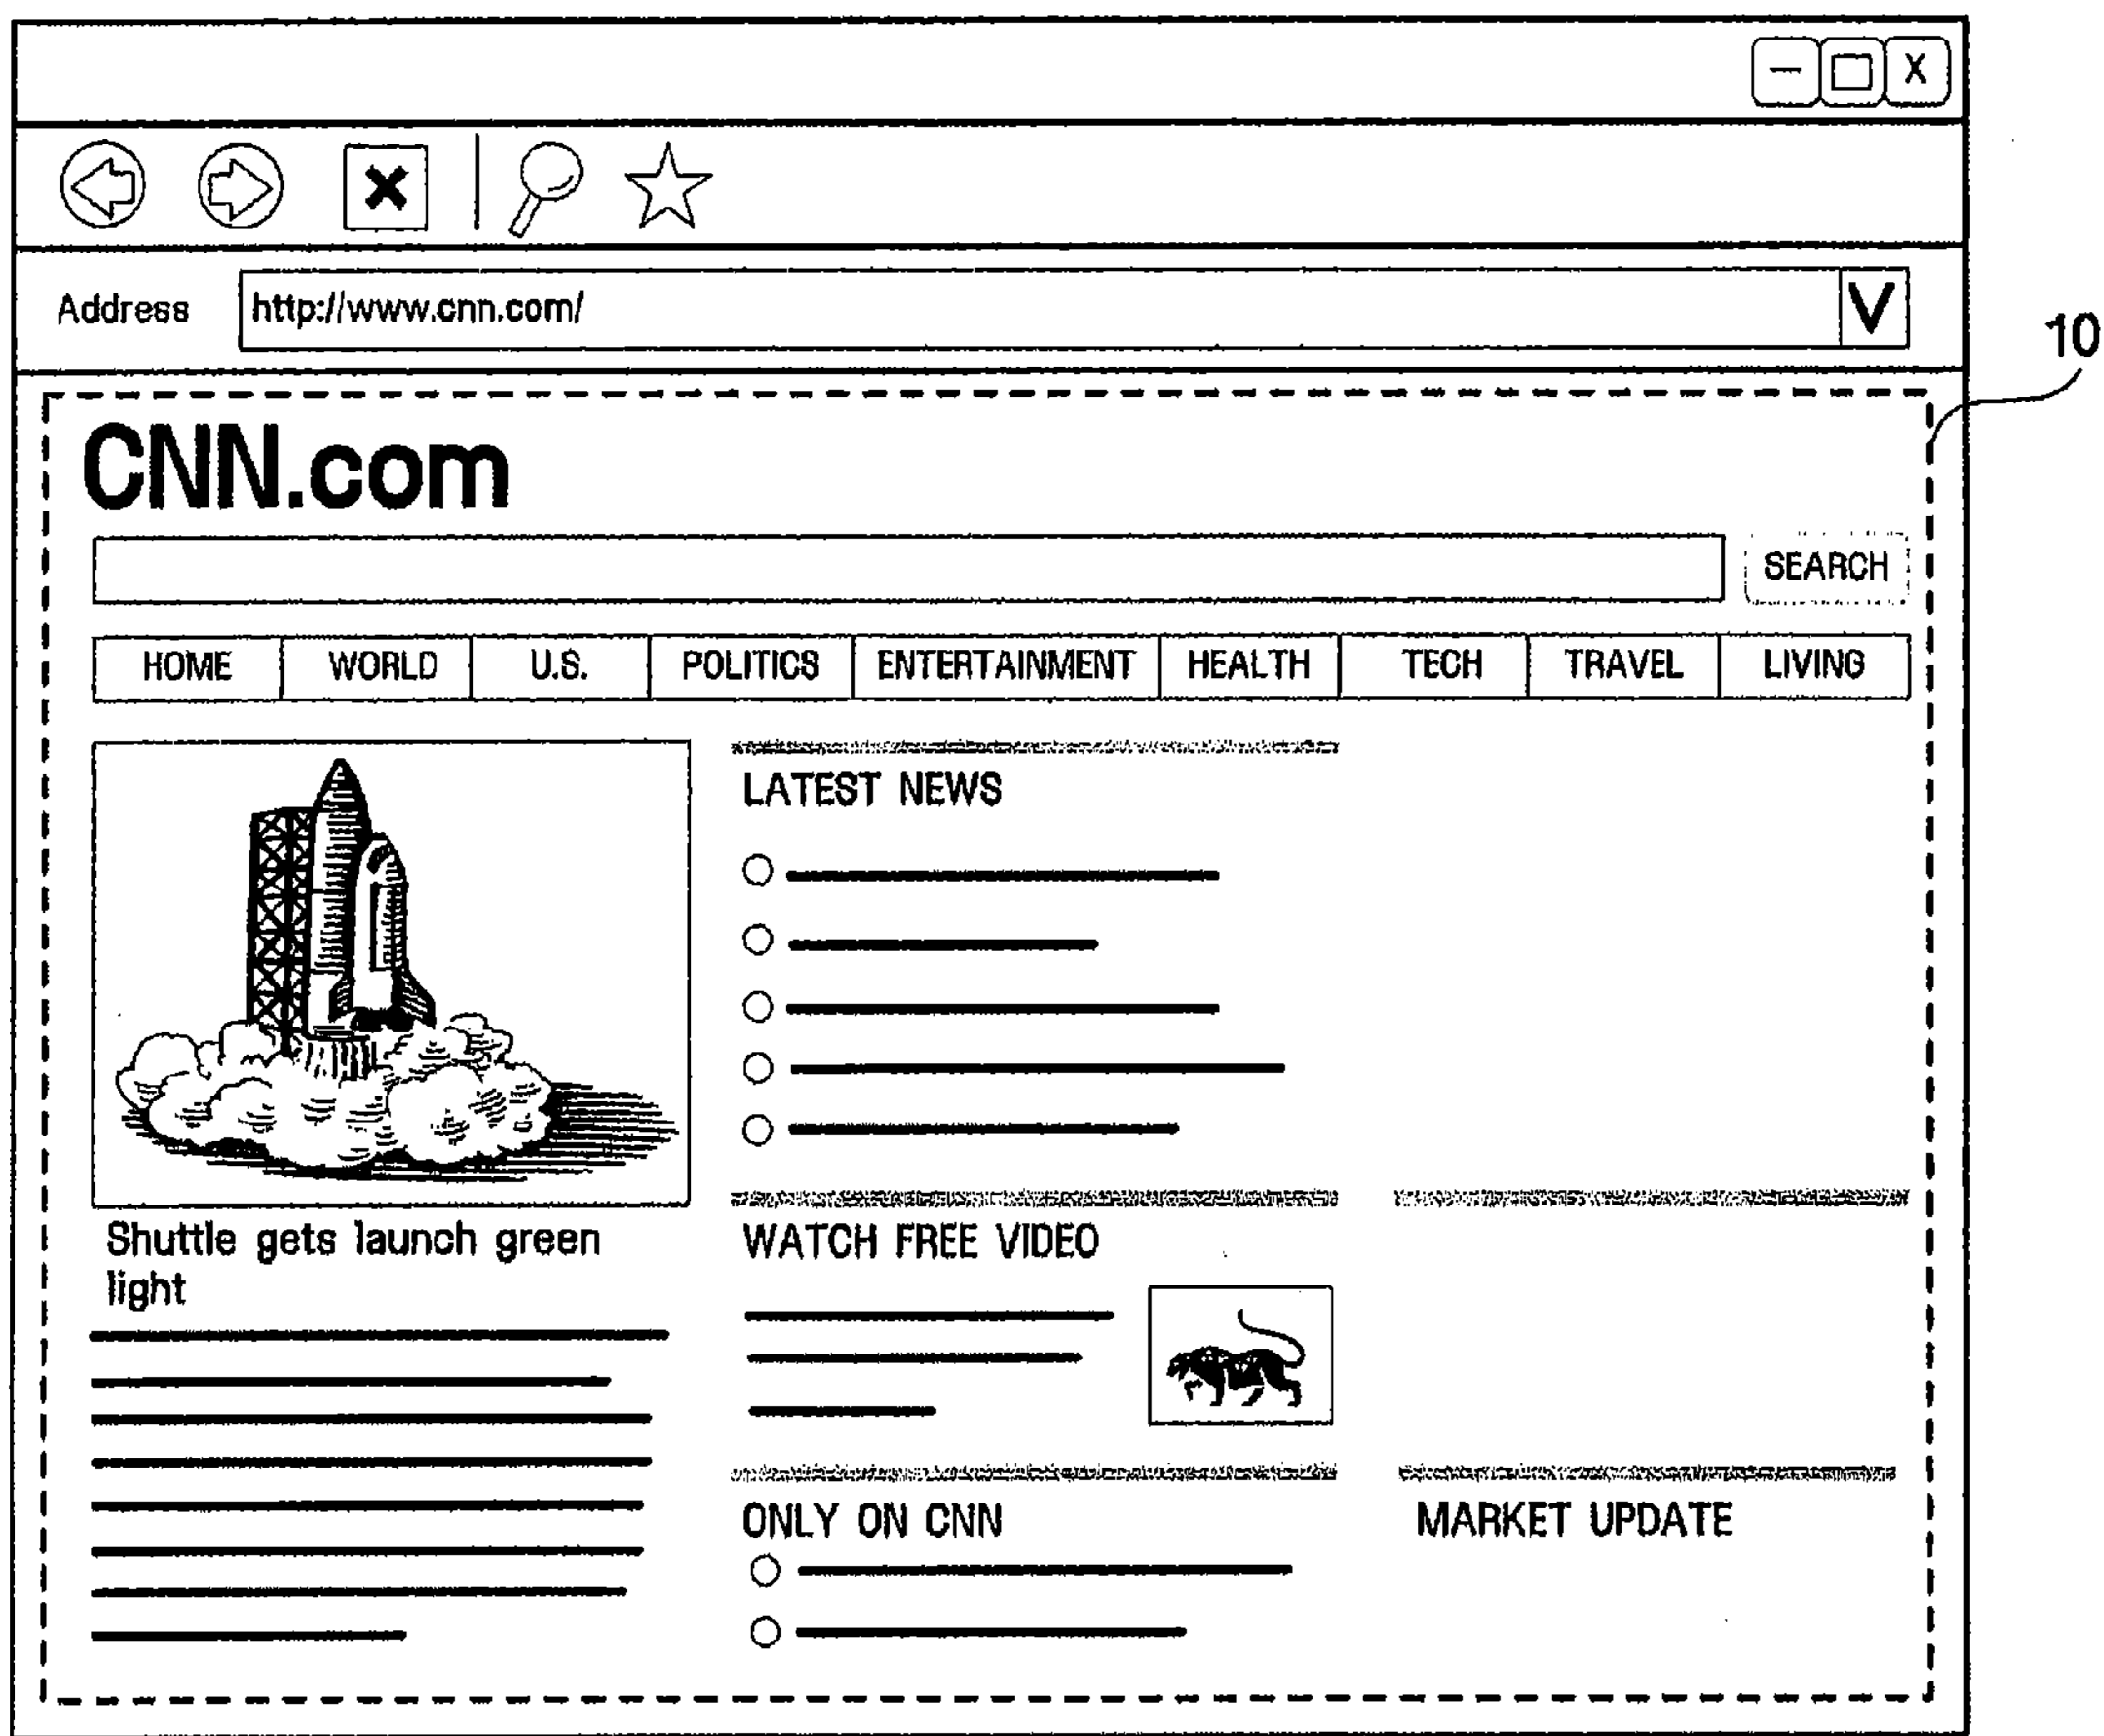 X
Address http://www.cnn.com/ V
10
CNN.com
SEARCH
HOME WORLD U.S. POLITICS ENTERTAINMENT HEALTH TECH TRAVEL LIVING
LATEST NEWS
Shuttle gets launch green
light
WATCH FREE VIDEO
ONLY ON CNN
MARKET UPDATE